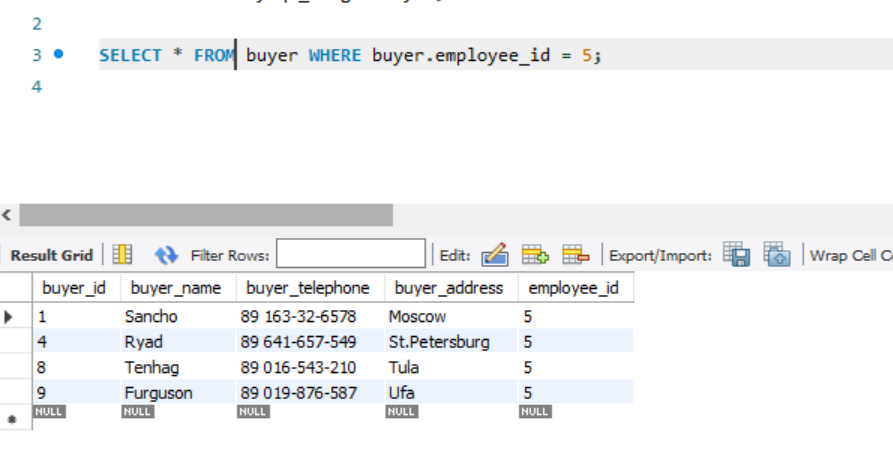 2
3 SELECT * FROM buyer WHERE buyer.employee_id = 5;
4
Result Grid Filter Rows: Edit: Export/Import: Wrap Cell Co
buyer_id buyer_name buyer_telephone buyer_address employee_id
1 Sancho 89 163-32-6578 Moscow 5
4 Ryad 89 641-657-549 St.Petersburg 5
8 Tenhag 89 016-543-210 Tula 5
9 Furguson 89 019-876-587 Ufa 5
NULL NULL NULL NULL NULL